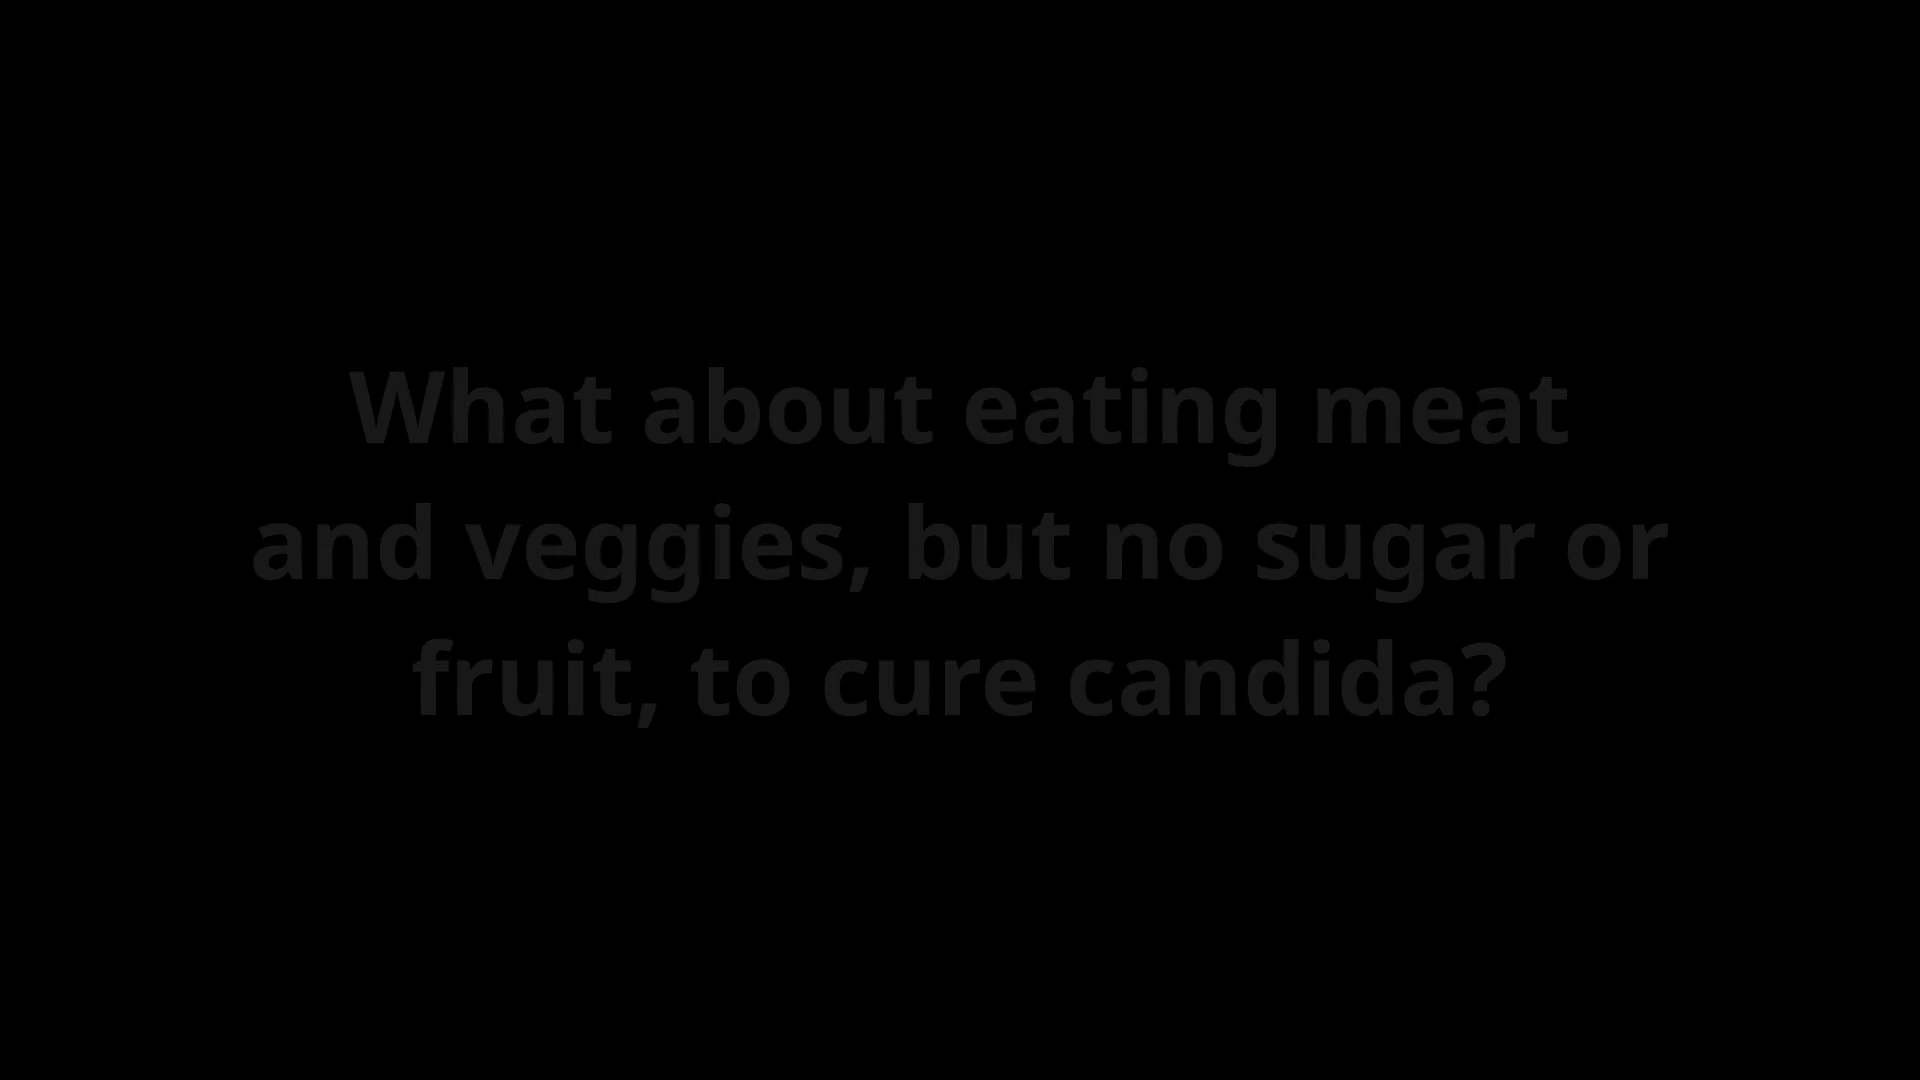 What about eating meat
and veggies, but no sugar or
fruit, to cure candida?